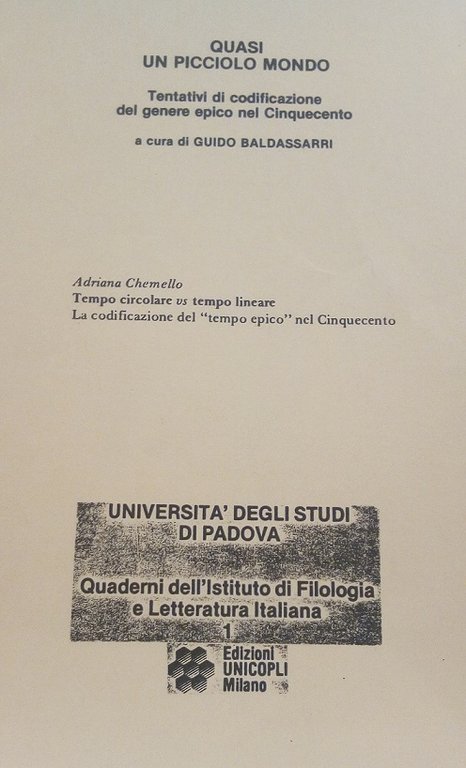 QUASI
UN PICCIOLO MONDO
Tentativi di codificazione
del genere epico nel Cinquecento
a cura di GUIDO BALDASSARRI
Adriana Chemello
Tempo circolare vs tempo lineare
La codificazione del “tempo epico” nel Cinquecento
UNIVERSITA’ DEGLI STUDI
DI PADOVA
Quaderni dell’Istituto di Filologia
e Letteratura Italiana
1
Edizioni
UNICOPLI
Milano